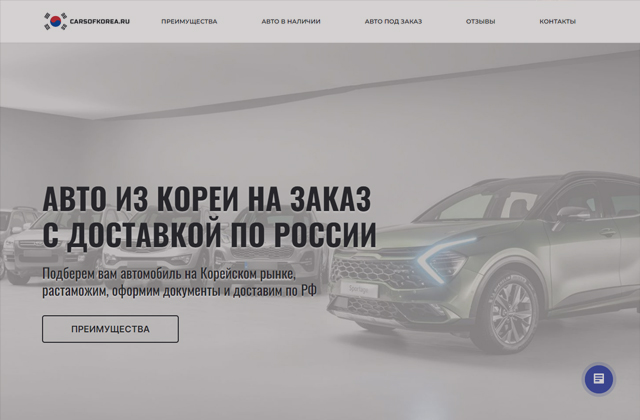 CARSOFKOREA.RU
ПРЕИМУЩЕСТВА
АВТО В НАЛИЧИИ
АВТО ПОД ЗАКАЗ
ОТЗЫВЫ
КОНТАКТЫ
АВТО ИЗ КОРЕИ НА ЗАКАЗ
С ДОСТАВКОЙ ПО РОССИИ
Подберем вам автомобиль на Корейском рынке,
растаможим, оформим документы и доставим по РФ
ПРЕИМУЩЕСТВА